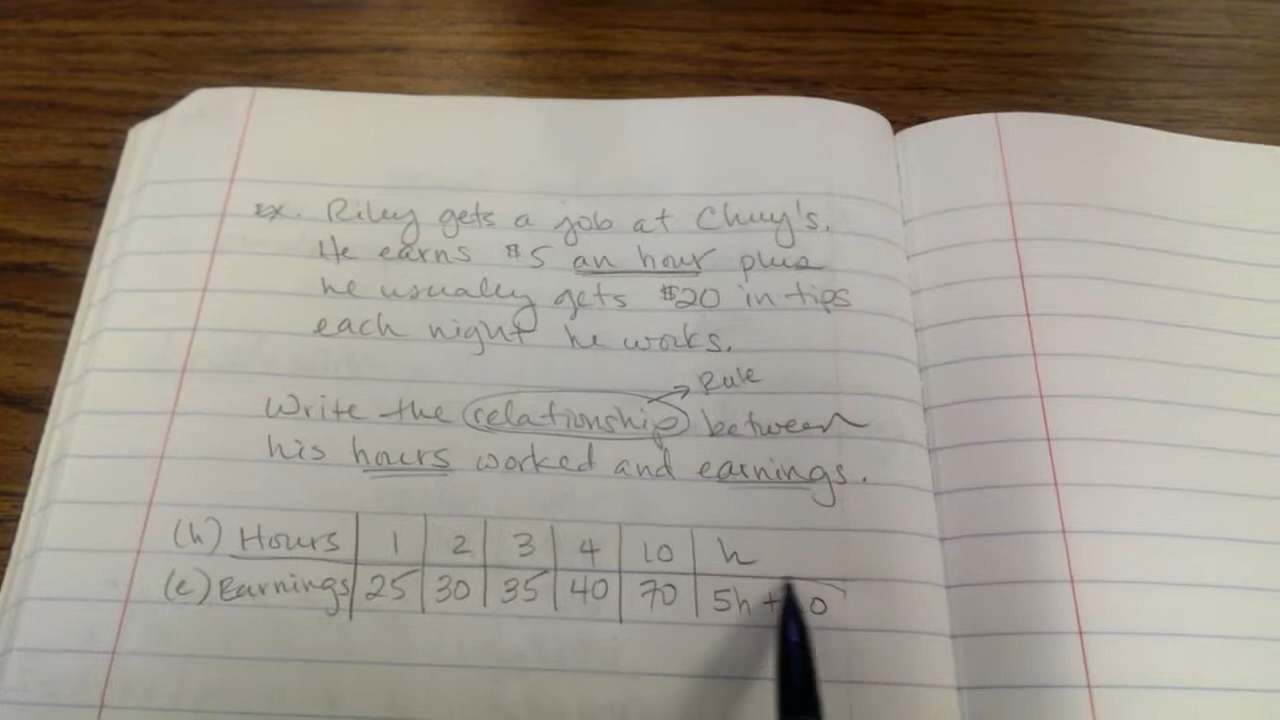 Ex. Riley gets a job at Chuy's.
He earns $5 an hour plus
he usually gets $20 in tips
each night he works.
Rule
Write the relationship between
his hours worked and earnings.
(h) Hours 1 2 3 4 10 h
(e) Earnings 25 30 35 40 70 5h + 0